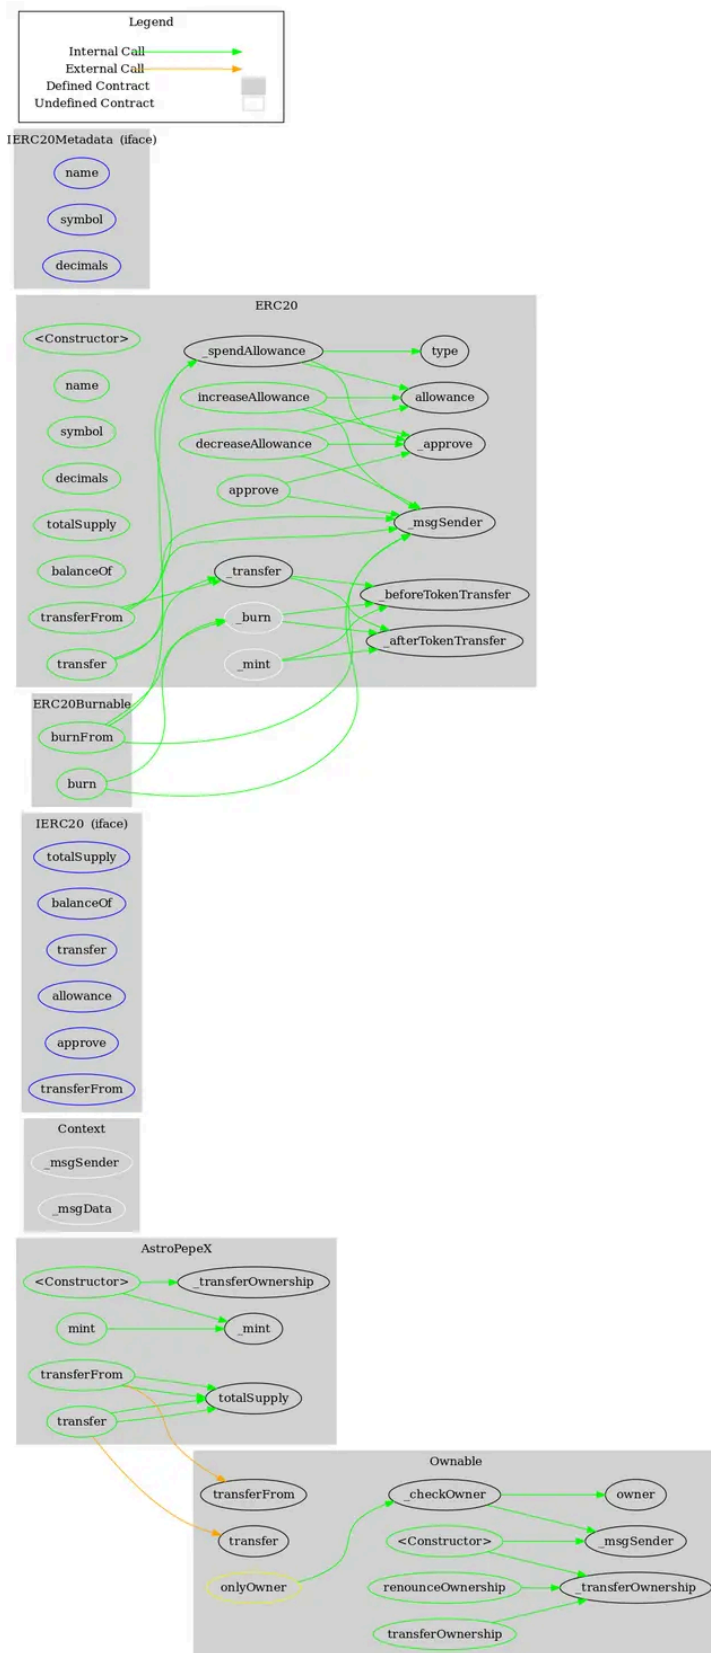 Legend
Internal Call
External Call
Defined Contract
Undefined Contract
IERC20Metadata (iface)
name
symbol
decimals
ERC20
<Constructor>
name
symbol
decimals
totalSupply
balanceOf
transferFrom
transfer
_spendAllowance
increaseAllowance
decreaseAllowance
approve
_transfer
_burn
_mint
type
allowance
_approve
_msgSender
_beforeTokenTransfer
_afterTokenTransfer
ERC20Burnable
burnFrom
burn
IERC20 (iface)
totalSupply
balanceOf
transfer
allowance
approve
transferFrom
Context
_msgSender
_msgData
AstroPepeX
<Constructor>
mint
transferFrom
transfer
_transferOwnership
_mint
totalSupply
Ownable
transferFrom
transfer
onlyOwner
_checkOwner
<Constructor>
renounceOwnership
transferOwnership
owner
_msgSender
_transferOwnership